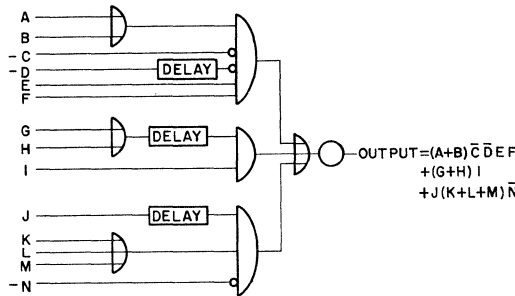 A
B
-C
-D
DELAY
E
F
G
H
DELAY
I
J
DELAY
K
L
M
-N
OUTPUT=(A+B) C̄ D̄ E F
+(G+H) I
+J(K+L+M) N̄